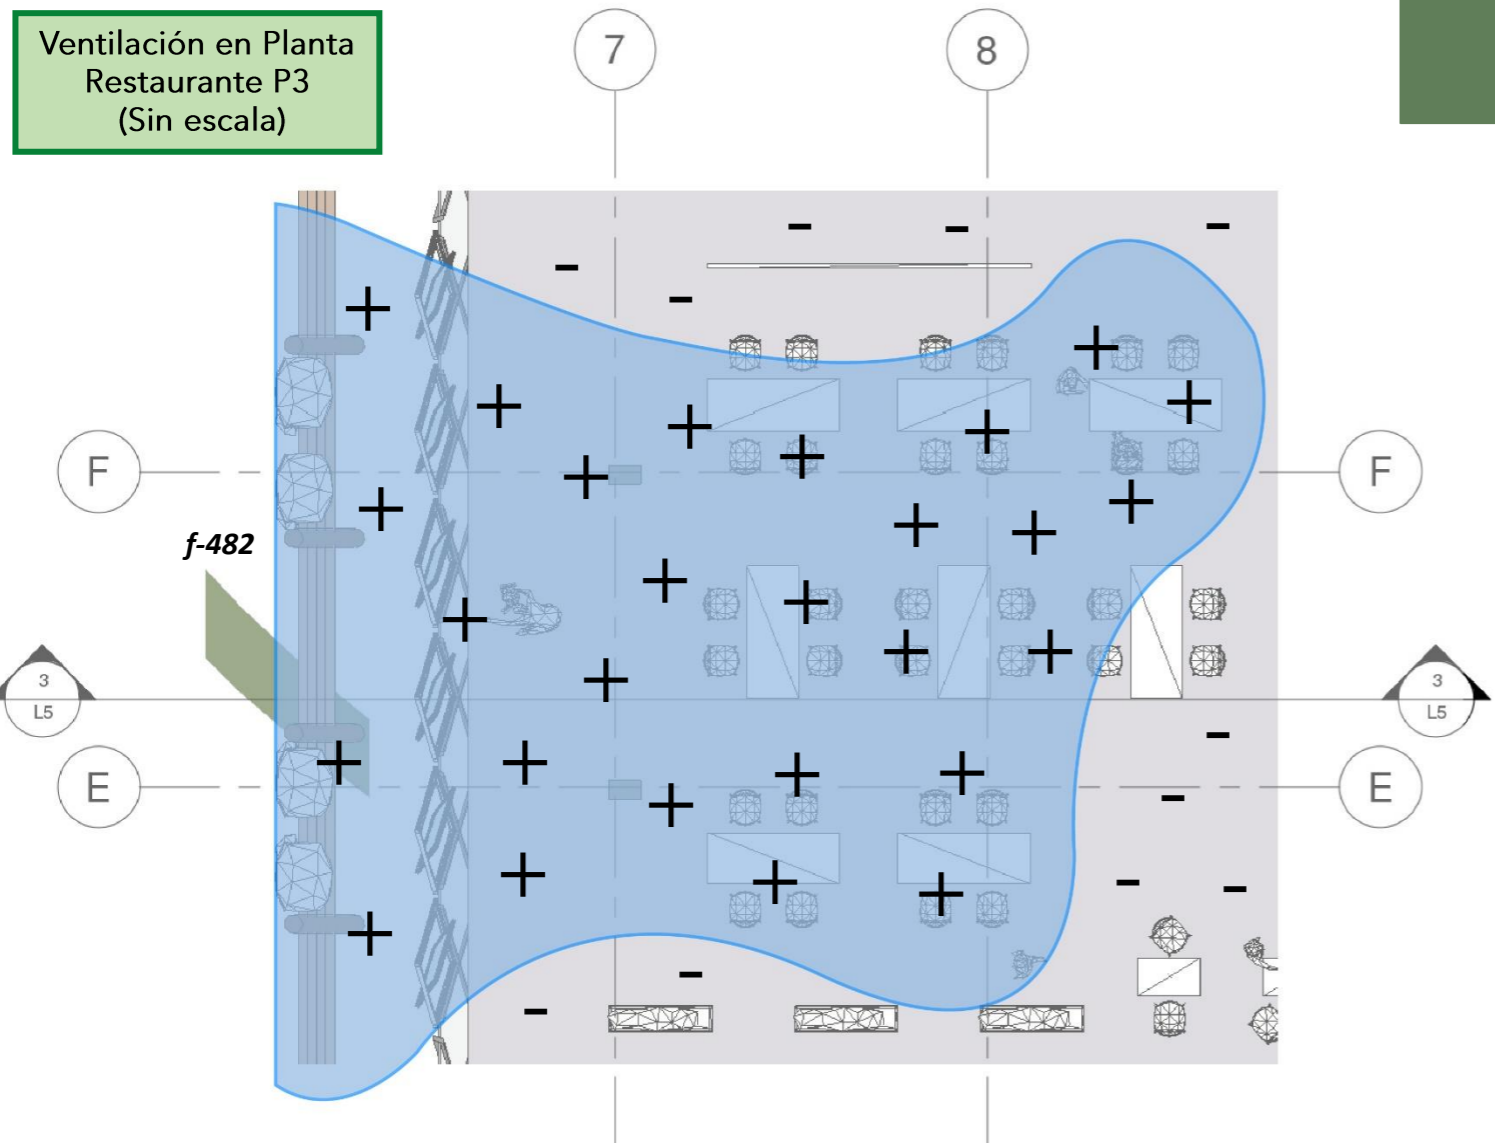 Ventilación en Planta
Restaurante P3
(Sin escala)
7
8
F
F
f-482
3
L5
3
L5
E
E